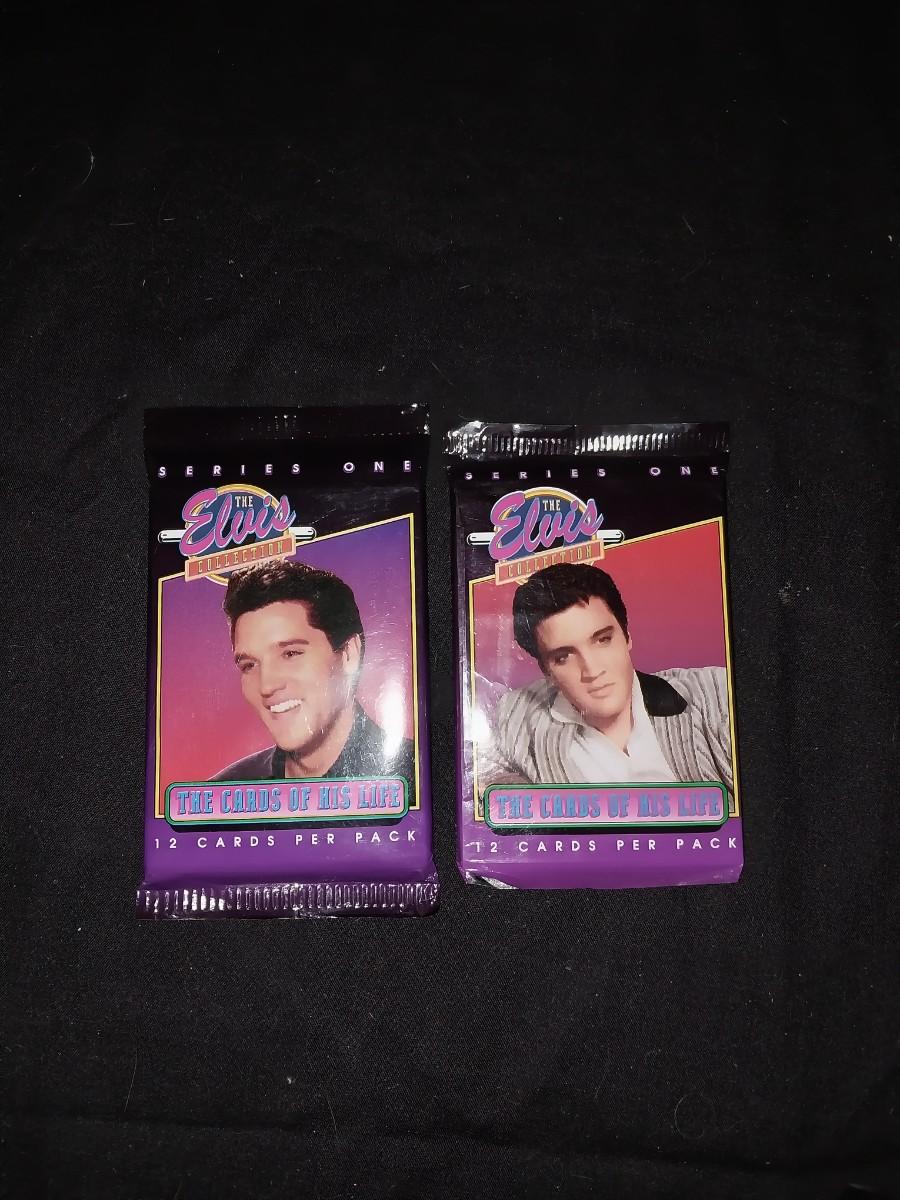 SERIES ONE
THE
Elvis
COLLECTION
THE CARDS OF HIS LIFE
12 CARDS PER PACK
SERIES ONE
THE
Elvis
COLLECTION
THE CARDS OF HIS LIFE
12 CARDS PER PACK